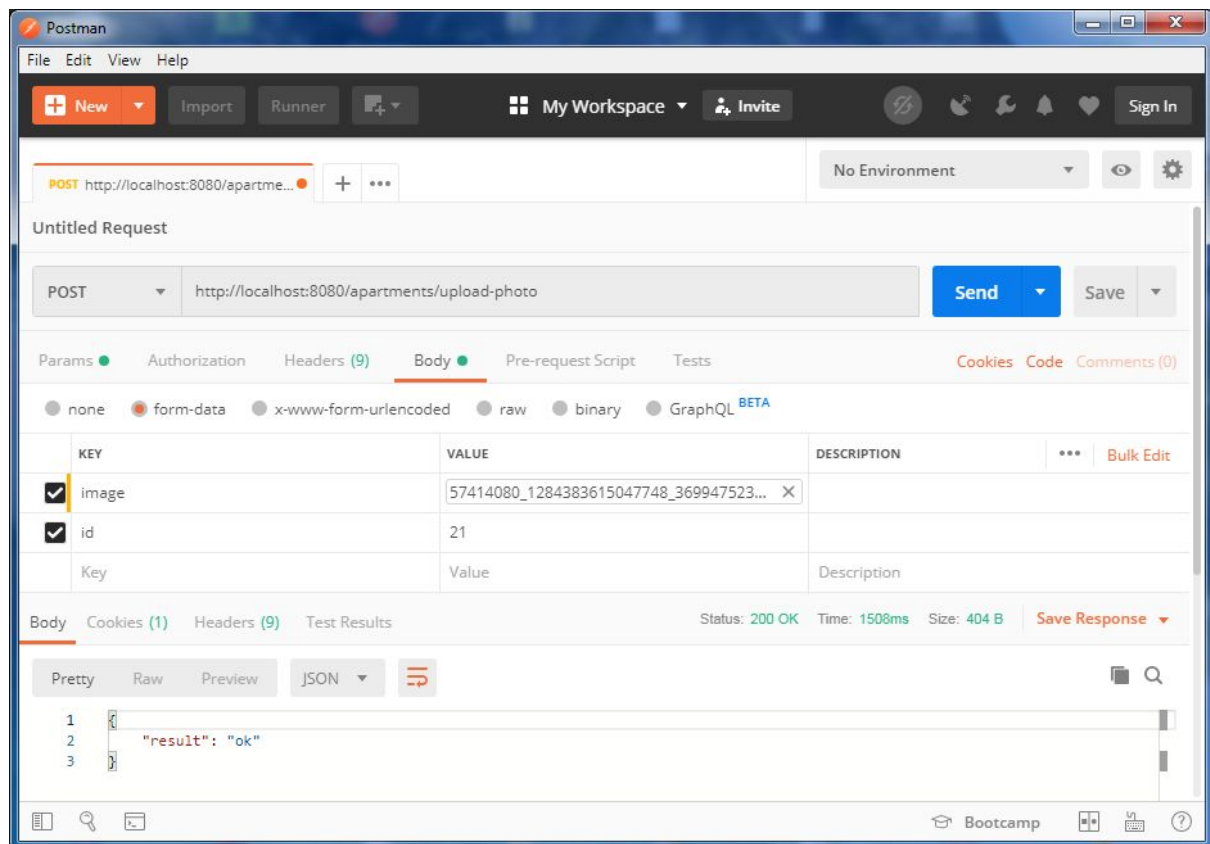 Postman
File Edit View Help
New Import Runner My Workspace Invite Sign In
POST http://localhost:8080/apartme... No Environment
Untitled Request
POST http://localhost:8080/apartments/upload-photo Send Save
Params Authorization Headers (9) Body Pre-request Script Tests Cookies Code Comments (0)
none form-data x-www-form-urlencoded raw binary GraphQL BETA
KEY VALUE DESCRIPTION Bulk Edit
image 57414080_1284383615047748_369947523...
id 21
Key Value Description
Body Cookies (1) Headers (9) Test Results Status: 200 OK Time: 1508ms Size: 404 B Save Response
Pretty Raw Preview JSON
1 {
2 "result": "ok"
3 }
Bootcamp